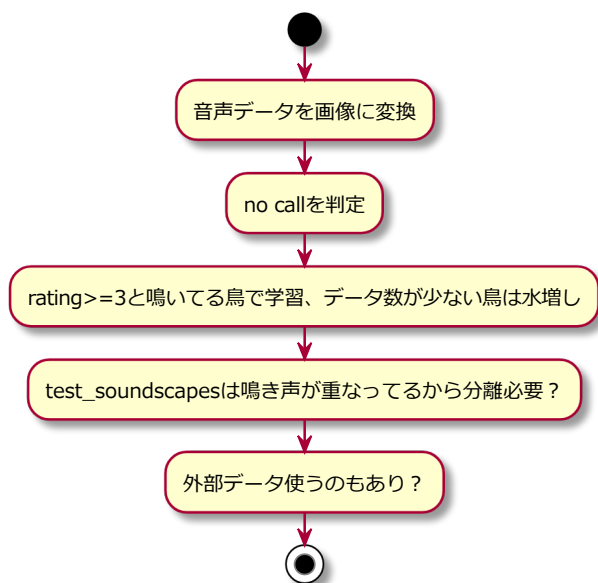 音声データを画像に変換
no callを判定
rating>=3と鳴いてる鳥で学習、データ数が少ない鳥は水増し
test_soundscapesは鳴き声が重なってるから分離必要？
外部データ使うのもあり？